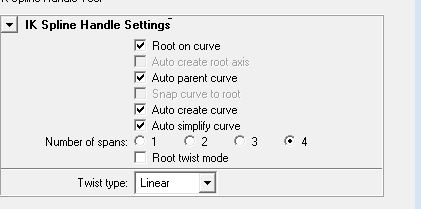 IK Spline Handle Settings
Root on curve
Auto create root axis
Auto parent curve
Snap curve to root
Auto create curve
Auto simplify curve
Number of spans: 1 2 3 4
Root twist mode
Twist type: Linear